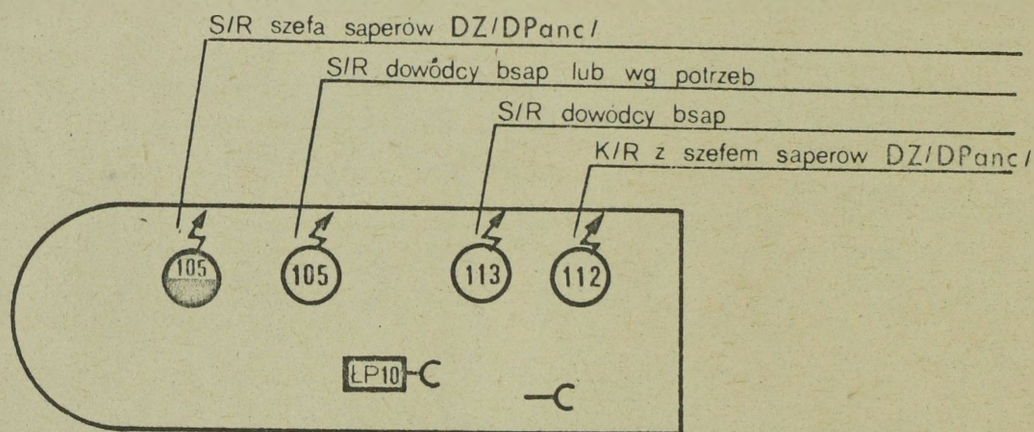 S/R szefa saperów DZ/DPanc/
S/R dowódcy bsap lub wg potrzeb
S/R dowódcy bsap
K/R z szefem saperow DZ/DPanc/
105 105 113 112
ŁP10